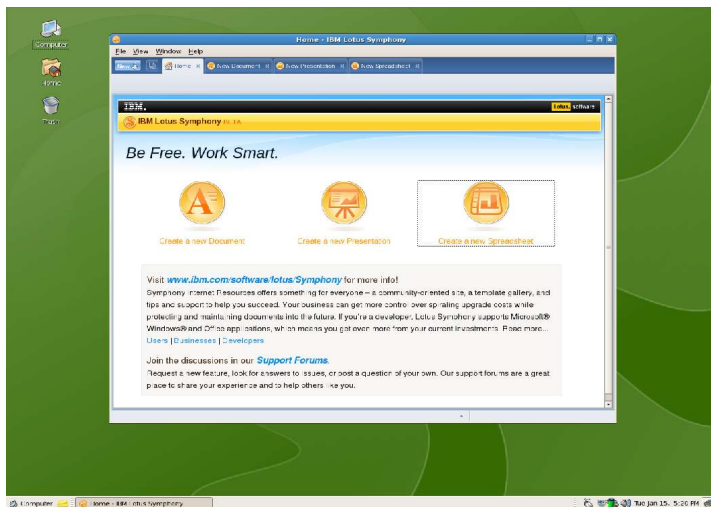 Computer
Home
Home - IBM Lotus Symphony
File View Window Help
New Home New Document New Presentation New Spreadsheet
IBM. Lotus. software
IBM Lotus Symphony BETA
Be Free. Work Smart.
Create a new Document Create a new Presentation Create a new Spreadsheet
Visit www.ibm.com/software/lotus/Symphony for more info!
Symphony Internet Resources offers something for everyone – a community-oriented site, a template gallery, and
tips and support to help you succeed. Your business can get more control over spiraling upgrade costs while
protecting and maintaining documents into the future. If you're a developer, Lotus Symphony supports Microsoft®
Windows® and Office applications, which means you get even more from your current investments. Read more...
Users | Businesses | Developers
Join the discussions in our Support Forums.
Request a new feature, look for answers to issues, or post a question of your own. Our support forums are a great
place to share your experience and to help others like you.
Computer Home - IBM Lotus Symphony Tue Jan 15, 5:20 PM